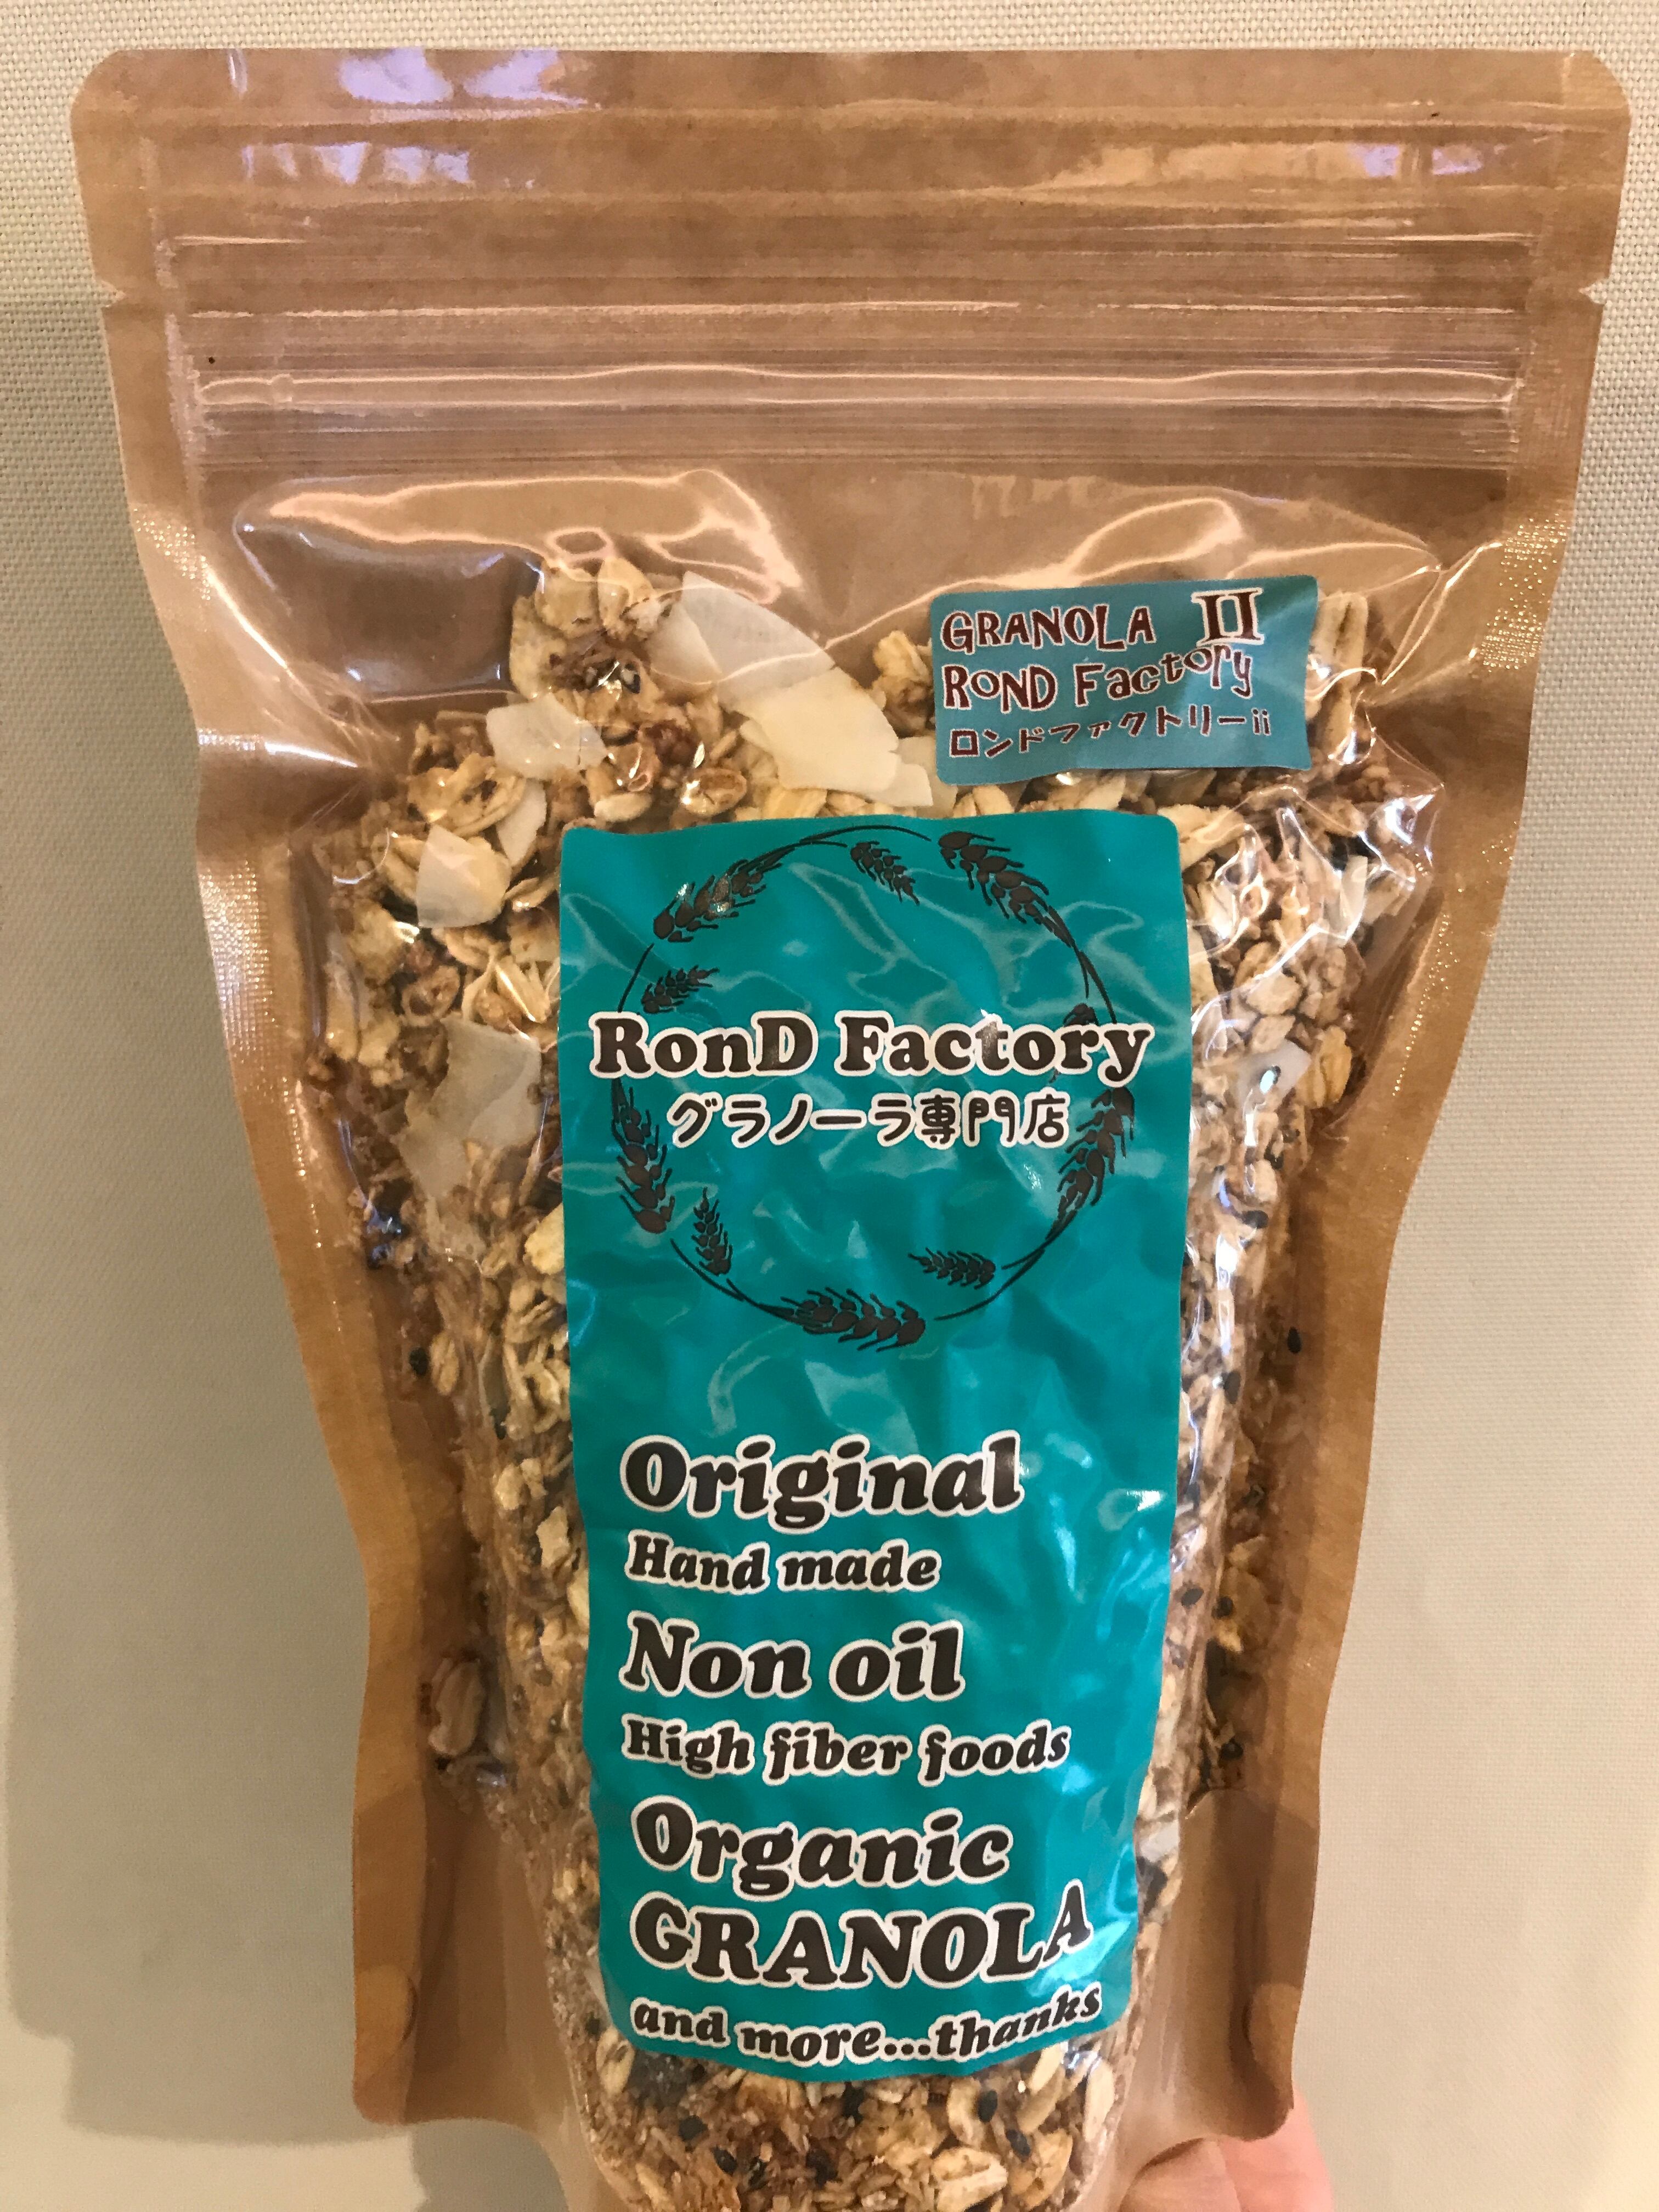 GRANOLA II
ROND Factory
ロンドファクトリーii
RonD Factory
グラノーラ専門店
Original
Hand made
Non oil
High fiber foods
Organic
GRANOLA
and more...thanks